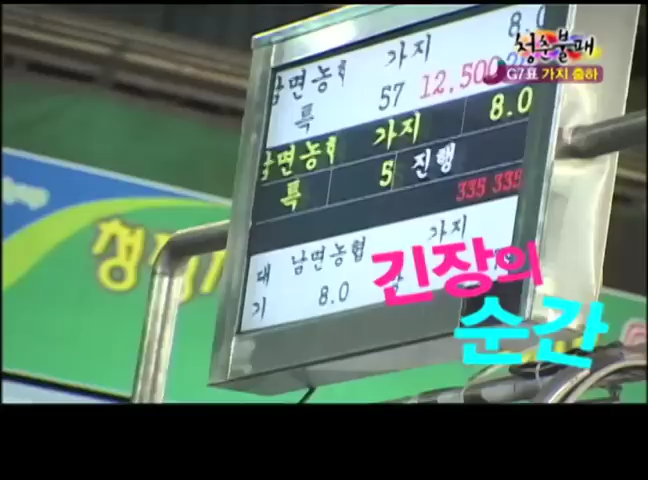 청춘불패
G7표 가지 출하
가지 8.0
남면농협
특 57 12,500
남면농협 가지 8.0
특 5 진행
335 335
대기 남면농협 가지
8.0
긴장의
순간